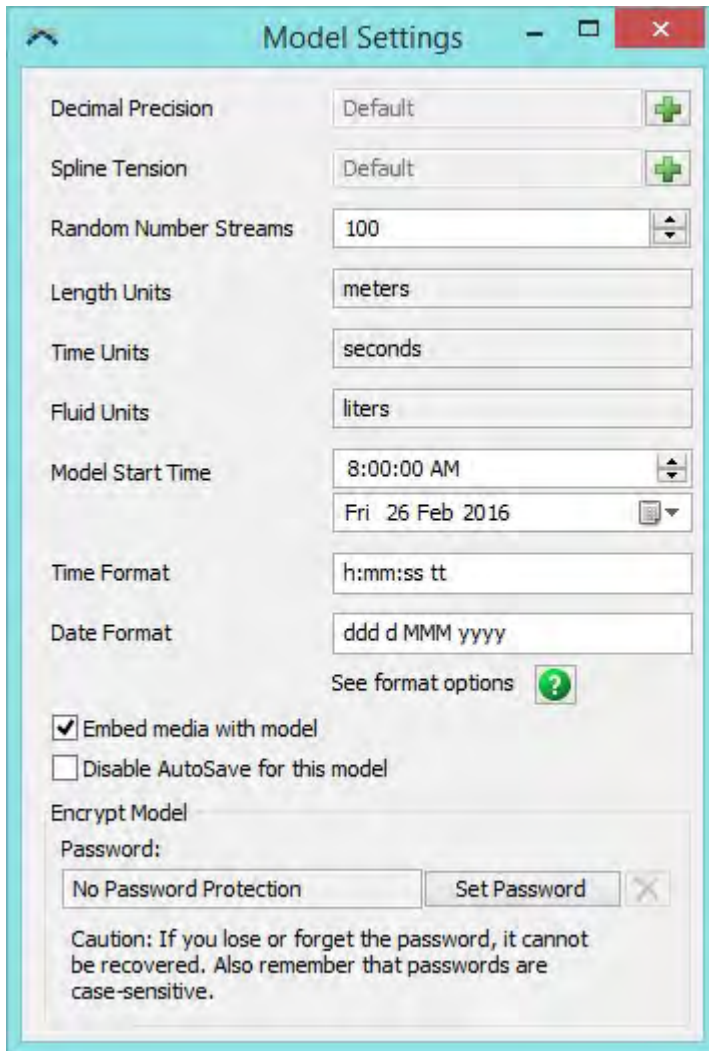 Model Settings
Decimal Precision Default
Spline Tension Default
Random Number Streams 100
Length Units meters
Time Units seconds
Fluid Units liters
Model Start Time 8:00:00 AM
Fri 26 Feb 2016
Time Format h:mm:ss tt
Date Format ddd d MMM yyyy
See format options
Embed media with model
Disable AutoSave for this model
Encrypt Model
Password:
No Password Protection Set Password
Caution: If you lose or forget the password, it cannot
be recovered. Also remember that passwords are
case-sensitive.